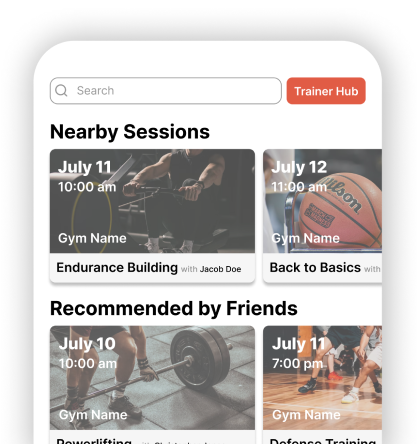 Search
Trainer Hub
Nearby Sessions
July 11
10:00 am
Gym Name
Endurance Building with Jacob Doe
July 12
11:00 am
Wilson
Gym Name
Back to Basics with
Recommended by Friends
July 10
10:00 am
Gym Name
Powerlifting with
July 11
7:00 pm
Gym Name
Defense Training